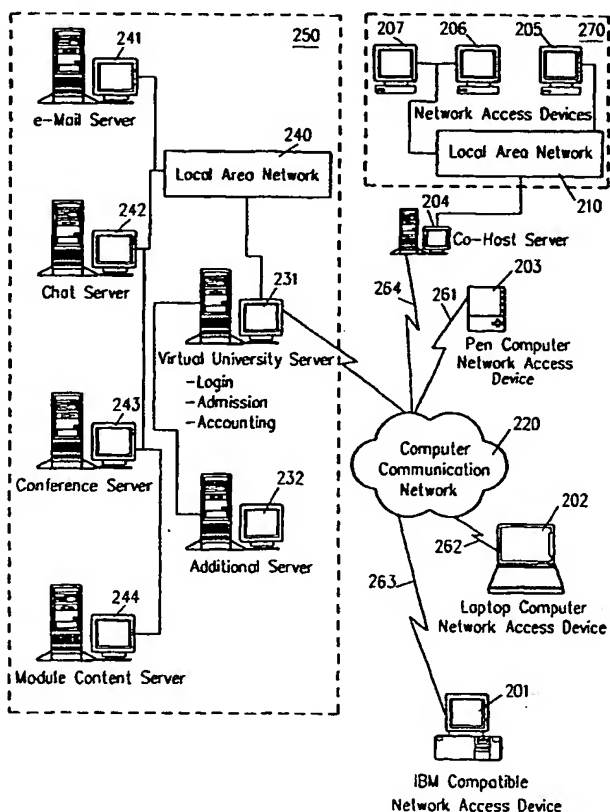 241
250
e-Mail Server
240
Local Area Network
242
Chat Server
231
Virtual University Server
-Login
-Admission
-Accounting
243
Conference Server
232
Additional Server
244
Module Content Server
207
206
205
270
Network Access Devices
Local Area Network
210
204
Co-Host Server
264
261
203
Pen Computer
Network Access
Device
220
Computer
Communication
Network
202
262
263
Laptop Computer
Network Access Device
201
IBM Compatible
Network Access Device